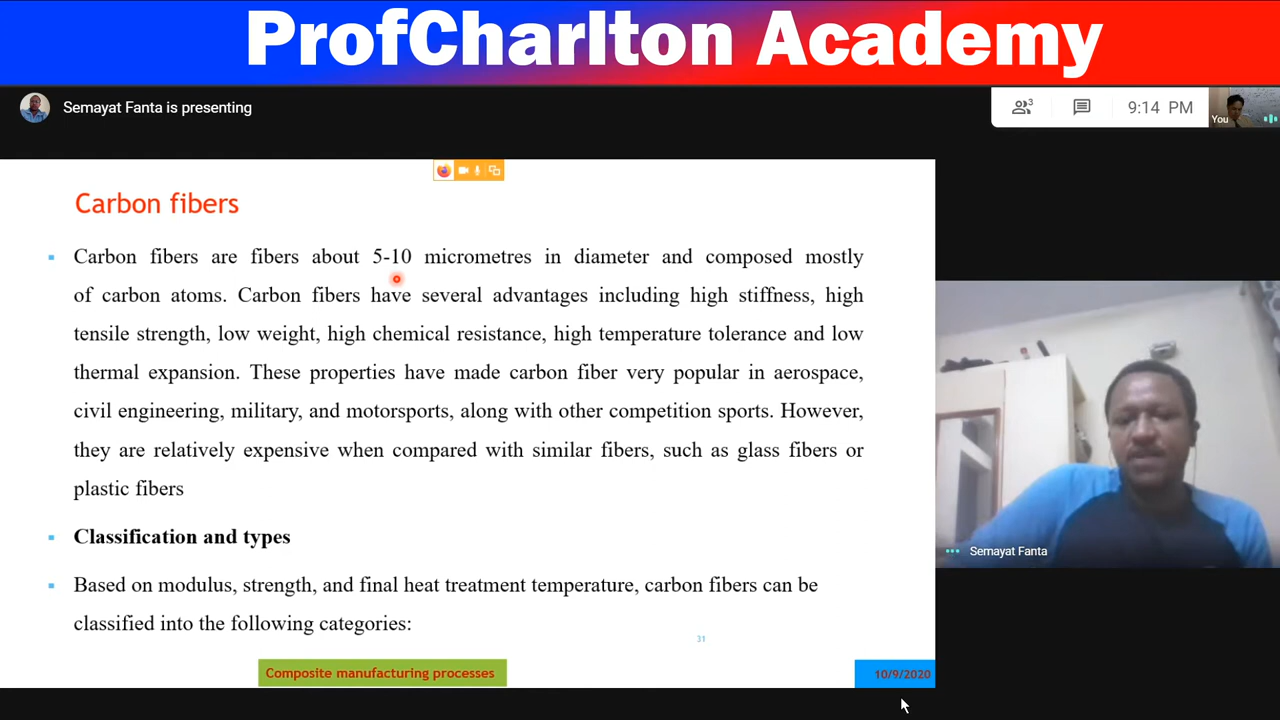 ProfCharlton Academy
Semayat Fanta is presenting
3
9:14 PM
You
Carbon fibers
Carbon fibers are fibers about 5-10 micrometres in diameter and composed mostly
of carbon atoms. Carbon fibers have several advantages including high stiffness, high
tensile strength, low weight, high chemical resistance, high temperature tolerance and low
thermal expansion. These properties have made carbon fiber very popular in aerospace,
civil engineering, military, and motorsports, along with other competition sports. However,
they are relatively expensive when compared with similar fibers, such as glass fibers or
plastic fibers
Classification and types
Based on modulus, strength, and final heat treatment temperature, carbon fibers can be
classified into the following categories:
31
Composite manufacturing processes
10/9/2020
Semayat Fanta